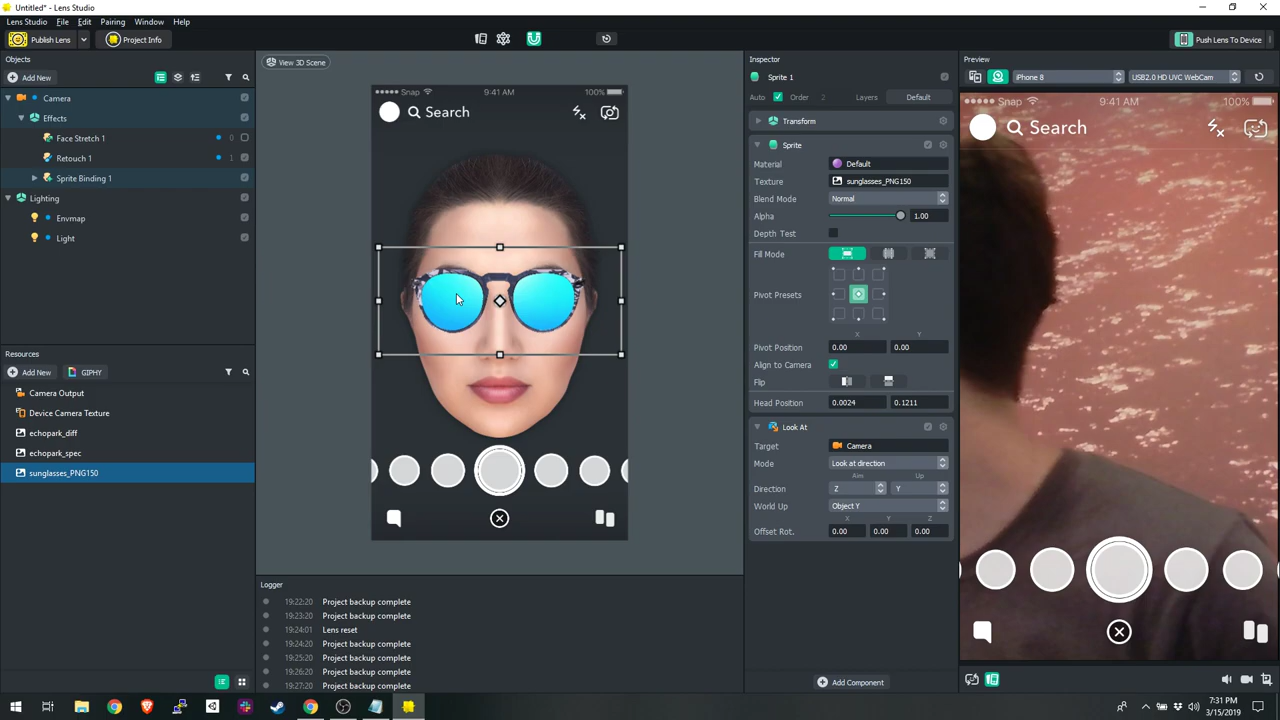 Untitled* - Lens Studio
Lens Studio File Edit Pairing Window Help
Publish Lens Project Info Push Lens To Device
Objects
Add New
Camera
Effects
Face Stretch 1 0
Retouch 1 1
Sprite Binding 1
Lighting
Envmap
Light
Resources
Add New GIPHY
Camera Output
Device Camera Texture
echopark_diff
echopark_spec
sunglasses_PNG150
View 3D Scene
Snap 9:41 AM 100%
Search
Logger
19:22:20 Project backup complete
19:23:20 Project backup complete
19:24:01 Lens reset
19:24:20 Project backup complete
19:25:20 Project backup complete
19:26:20 Project backup complete
19:27:20 Project backup complete
Inspector
Sprite 1
Auto Order 2 Layers Default
Transform
Sprite
Material Default
Texture sunglasses_PNG150
Blend Mode Normal
Alpha 1.00
Depth Test
Fill Mode
Pivot Presets
X Y
Pivot Position 0.00 0.00
Align to Camera
Flip
Head Position 0.0024 0.1211
Look At
Target Camera
Mode Look at direction
Aim Up
Direction Z Y
World Up Object Y
X Y Z
Offset Rot. 0.00 0.00 0.00
Add Component
Preview
iPhone 8 USB2.0 HD UVC WebCam
Snap 9:41 AM 100%
Search
7:31 PM
3/15/2019